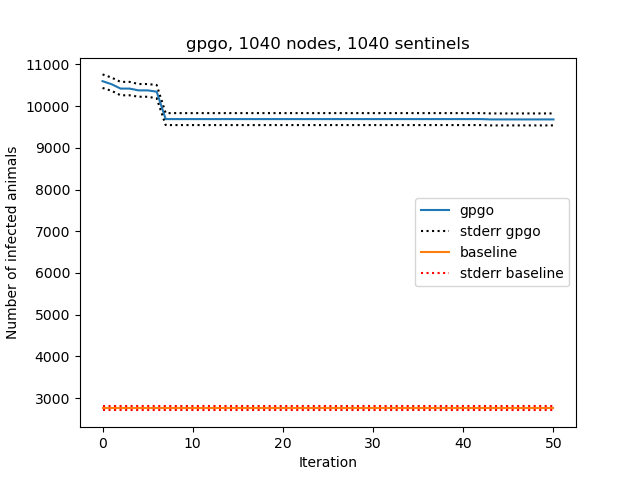 gpgo, 1040 nodes, 1040 sentinels
11000
10000
9000
8000
7000
6000
5000
4000
3000
Number of infected animals
gpgo
stderr gpgo
baseline
stderr baseline
0 10 20 30 40 50
Iteration